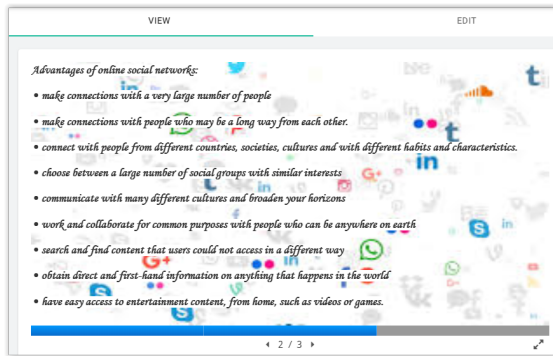 VIEW EDIT
Advantages of online social networks:
• make connections with a very large number of people
• make connections with people who may be a long way from each other.
• connect with people from different countries, societies, cultures and with different habits and characteristics.
• choose between a large number of social groups with similar interests
• communicate with many different cultures and broaden your horizons
• work and collaborate for common purposes with people who can be anywhere on earth
• search and find content that users could not access in a different way
• obtain direct and first-hand information on anything that happens in the world
• have easy access to entertainment content, from home, such as videos or games.
2 / 3